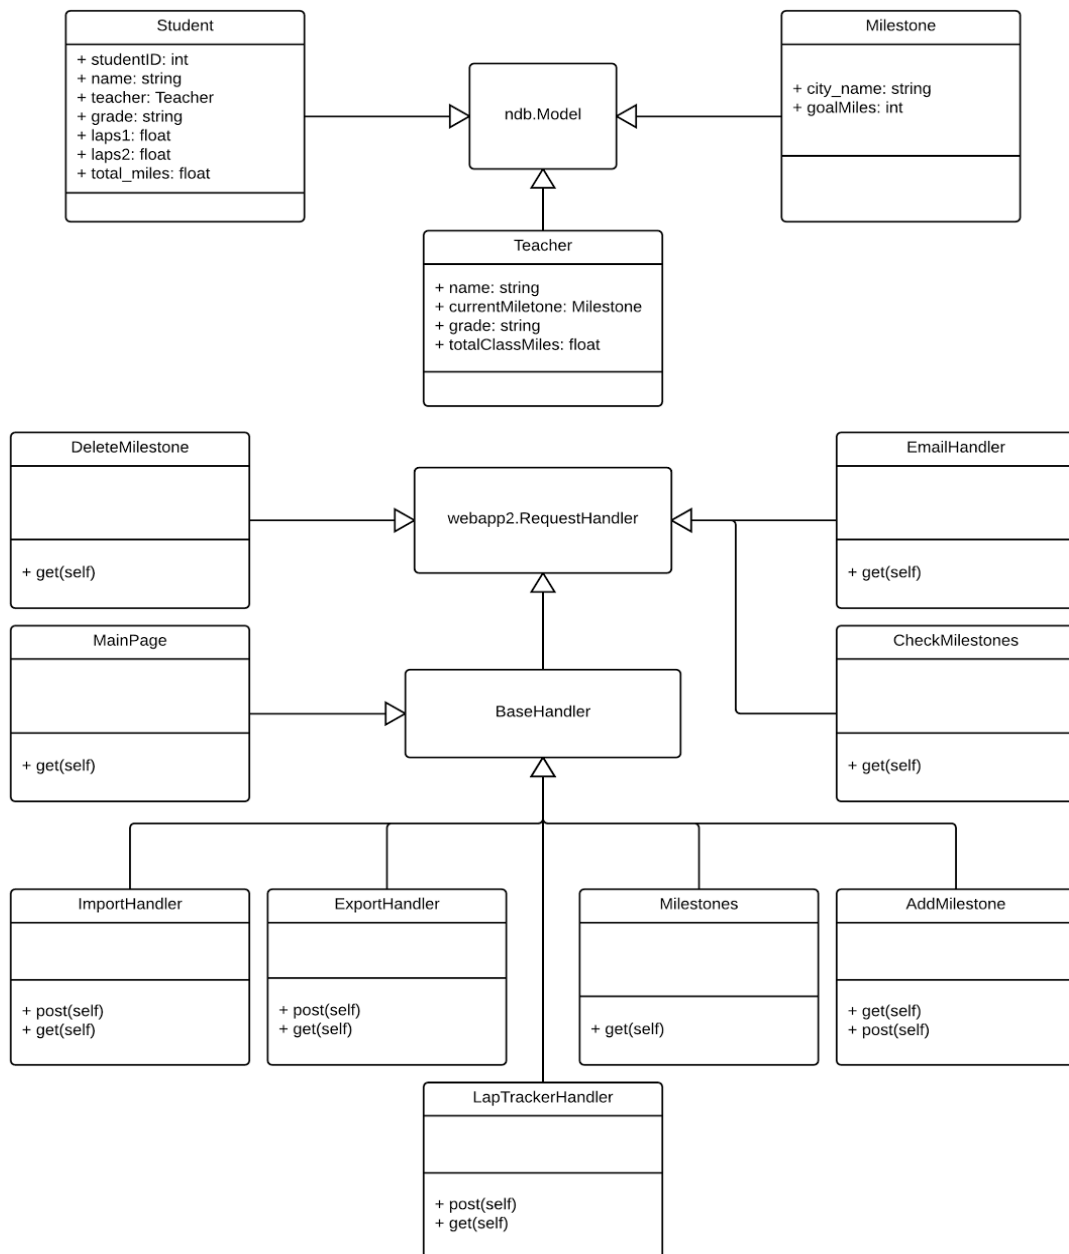 Student
+ studentID: int
+ name: string
+ teacher: Teacher
+ grade: string
+ laps1: float
+ laps2: float
+ total_miles: float
ndb.Model
Milestone
+ city_name: string
+ goalMiles: int
Teacher
+ name: string
+ currentMiletone: Milestone
+ grade: string
+ totalClassMiles: float
DeleteMilestone
+ get(self)
webapp2.RequestHandler
EmailHandler
+ get(self)
MainPage
+ get(self)
BaseHandler
CheckMilestones
+ get(self)
ImportHandler
+ post(self)
+ get(self)
ExportHandler
+ post(self)
+ get(self)
Milestones
+ get(self)
AddMilestone
+ get(self)
+ post(self)
LapTrackerHandler
+ post(self)
+ get(self)